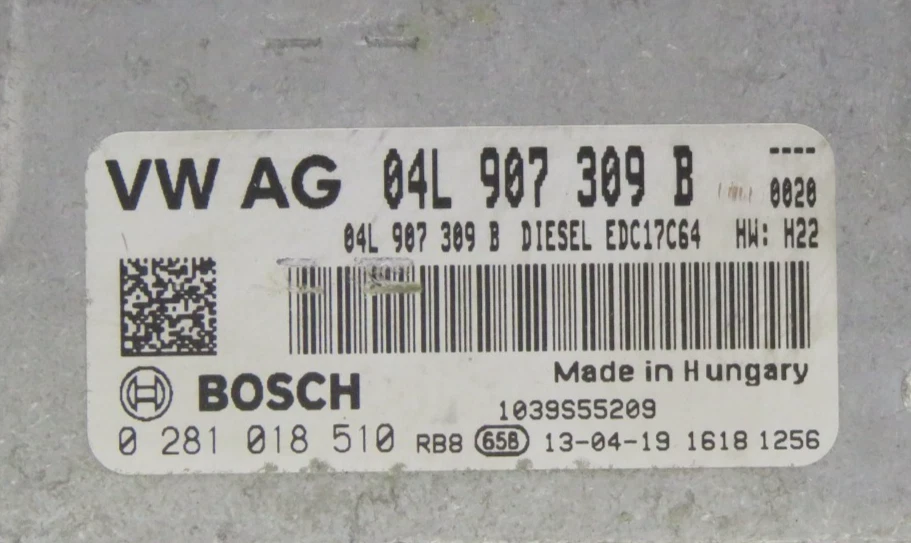 VW AG 04L 907 309 B ----
0020
04L 907 309 B DIESEL EDC17C64 HW: H22
Made in Hungary
BOSCH 1039S55209
0 281 018 510 RB8 65B 13-04-19 1618 1256